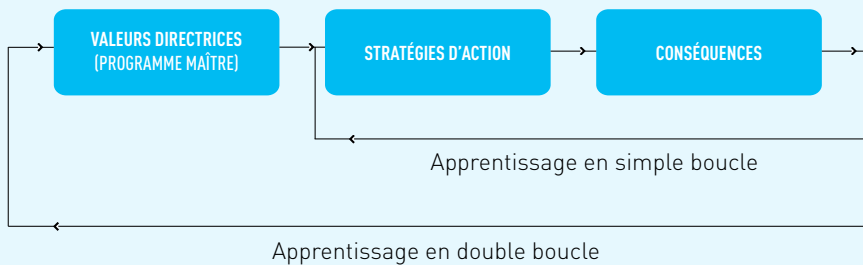 VALEURS DIRECTRICES
(PROGRAMME MAÎTRE)
STRATÉGIES D'ACTION
CONSÉQUENCES
Apprentissage en simple boucle
Apprentissage en double boucle